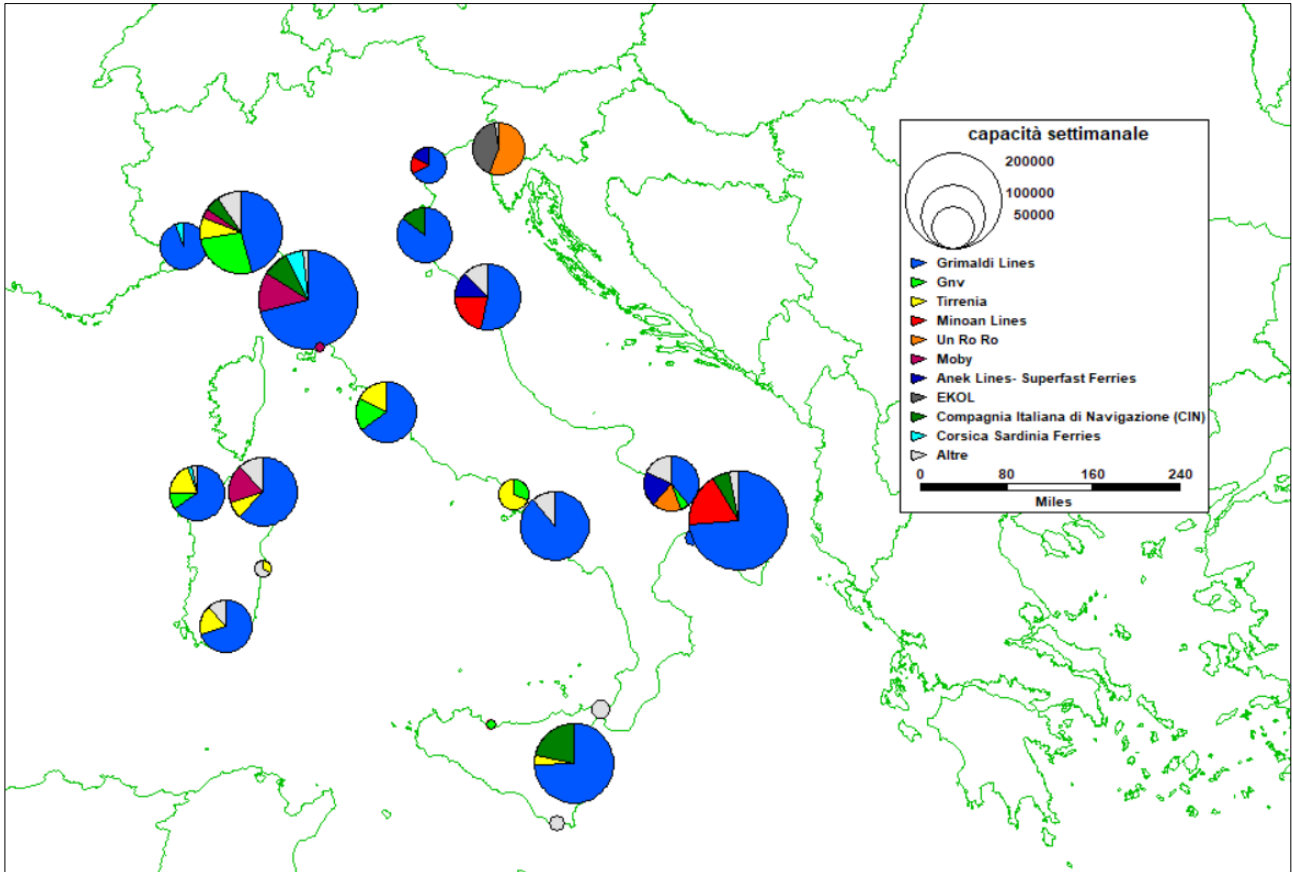 capacità settimanale
200000
100000
50000
Grimaldi Lines
Gnv
Tirrenia
Minoan Lines
Un Ro Ro
Moby
Anek Lines- Superfast Ferries
EKOL
Compagnia Italiana di Navigazione (CIN)
Corsica Sardinia Ferries
Altre
0 80 160 240
Miles